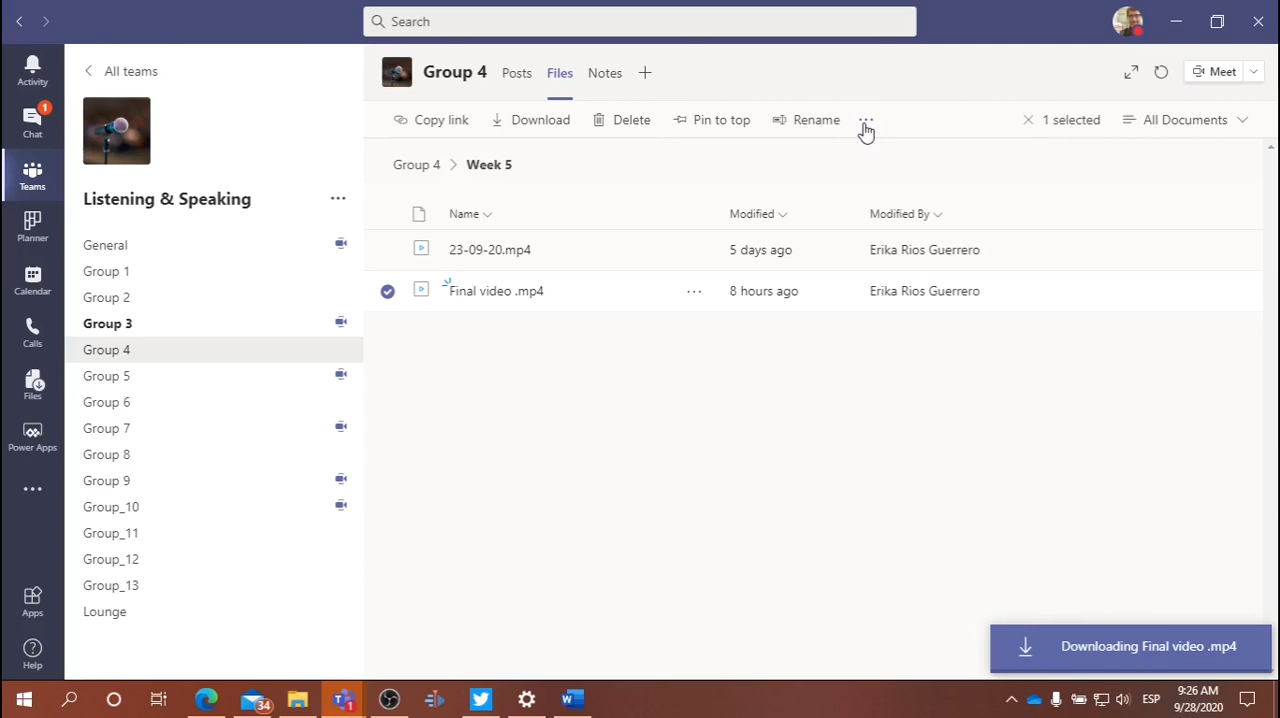 Search
Activity
Chat
1
Teams
Planner
Calendar
Calls
Files
Power Apps
Apps
Help
All teams
Listening & Speaking
General
Group 1
Group 2
Group 3
Group 4
Group 5
Group 6
Group 7
Group 8
Group 9
Group_10
Group_11
Group_12
Group_13
Lounge
Group 4 Posts Files Notes
Meet
Copy link Download Delete Pin to top Rename
1 selected All Documents
Group 4 > Week 5
Name Modified Modified By
23-09-20.mp4 5 days ago Erika Rios Guerrero
Final video .mp4 8 hours ago Erika Rios Guerrero
Downloading Final video .mp4
34
1
ESP
9:26 AM
9/28/2020